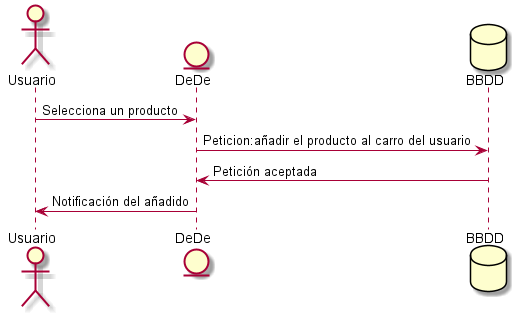 Usuario
DeDe
BBDD
Selecciona un producto
Peticion:añadir el producto al carro del usuario
Petición aceptada
Notificación del añadido
Usuario
DeDe
BBDD